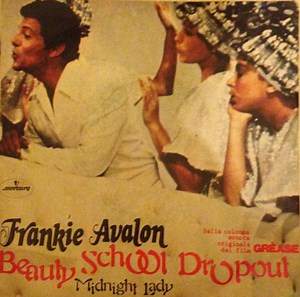 mercury
Frankie Avalon
Dalla colonna
sonora
originale
del film
GREASE
Beauty School Dropout
Midnight Lady